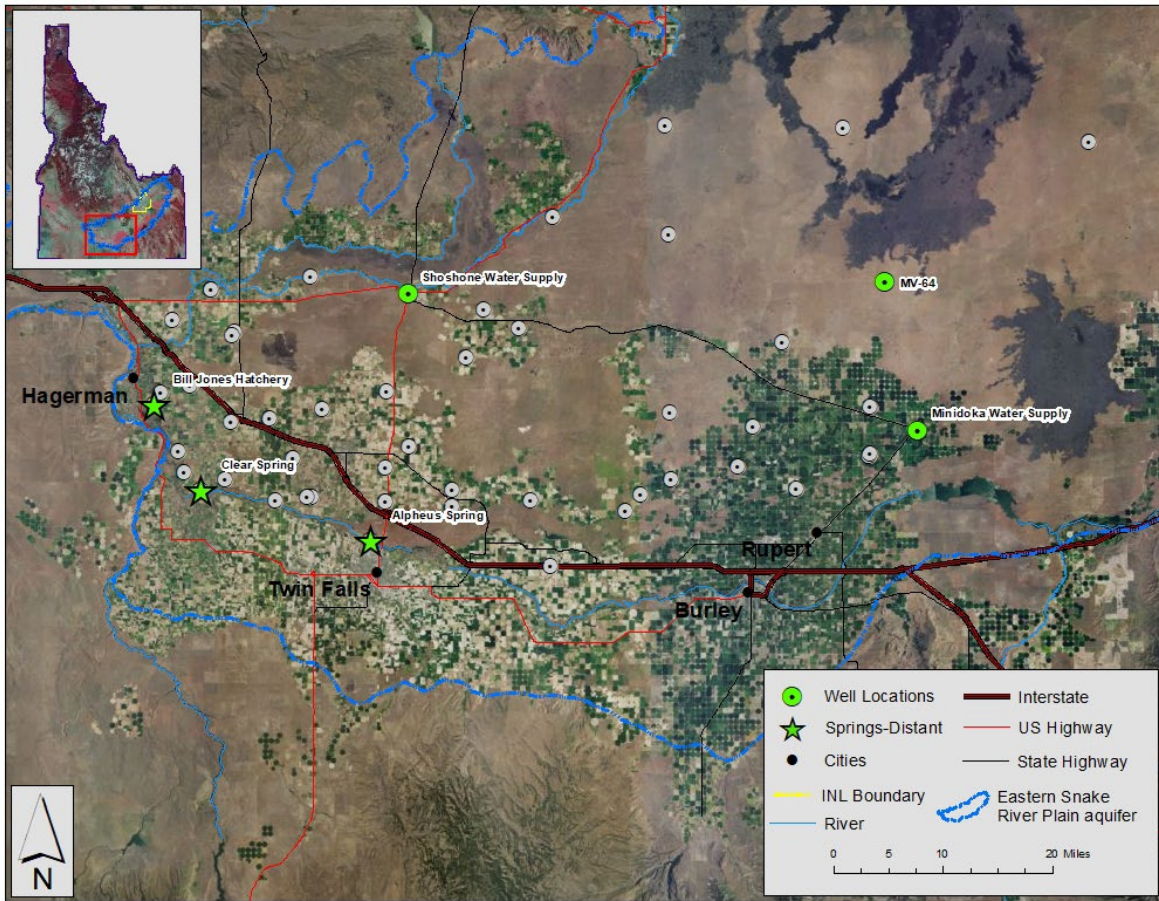 Shoshone Water Supply
MV-64
Bill Jones Hatchery
Hagerman
Minidoka Water Supply
Clear Spring
Alpheus Spring
Rupert
Twin Falls
Burley
Well Locations
Interstate
Springs-Distant
US Highway
Cities
State Highway
INL Boundary
Eastern Snake
River Plain aquifer
River
0 5 10 20 Miles
N